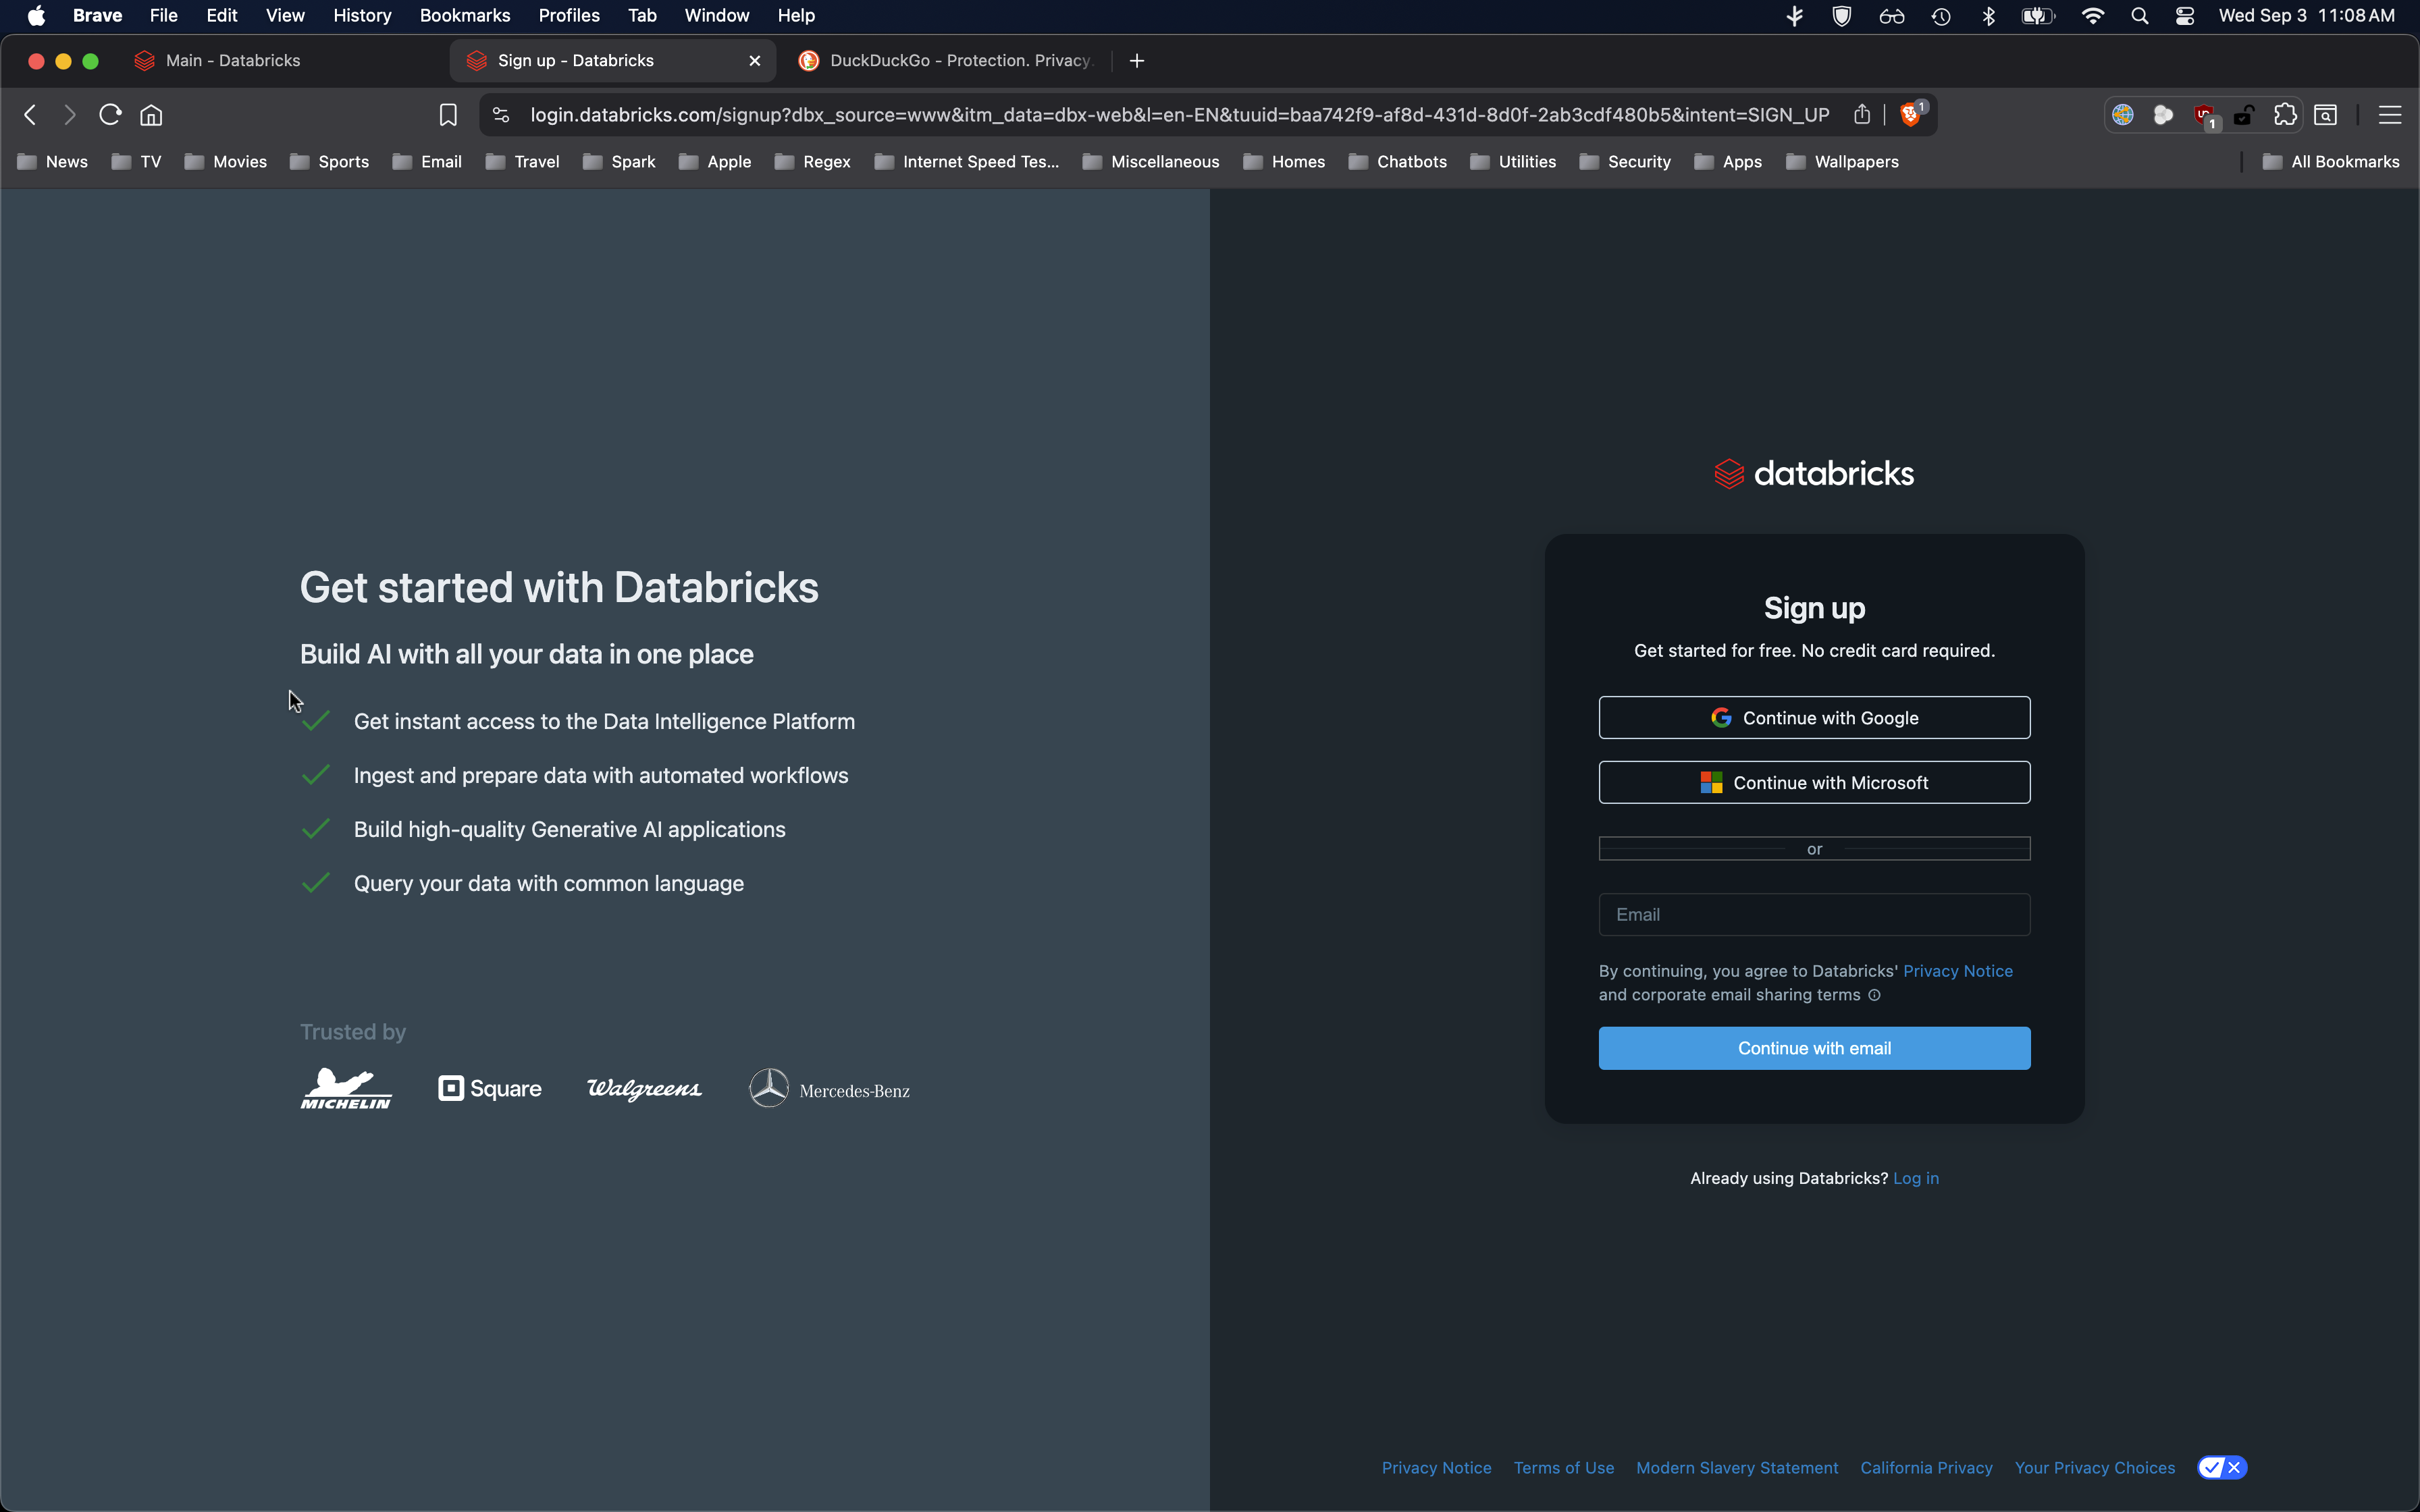 Brave File Edit View History Bookmarks Profiles Tab Window Help Wed Sep 3 11:08 AM
Main - Databricks Sign up - Databricks DuckDuckGo - Protection. Privacy.
login.databricks.com/signup?dbx_source=www&itm_data=dbx-web&l=en-EN&tuuid=baa742f9-af8d-431d-8d0f-2ab3cdf480b5&intent=SIGN_UP 1 1
News TV Movies Sports Email Travel Spark Apple Regex Internet Speed Tes... Miscellaneous Homes Chatbots Utilities Security Apps Wallpapers All Bookmarks
Get started with Databricks
Build AI with all your data in one place
Get instant access to the Data Intelligence Platform
Ingest and prepare data with automated workflows
Build high-quality Generative AI applications
Query your data with common language
Trusted by
MICHELIN Square Walgreens Mercedes-Benz
databricks
Sign up
Get started for free. No credit card required.
Continue with Google
Continue with Microsoft
or
Email
By continuing, you agree to Databricks' Privacy Notice
and corporate email sharing terms
Continue with email
Already using Databricks? Log in
Privacy Notice Terms of Use Modern Slavery Statement California Privacy Your Privacy Choices